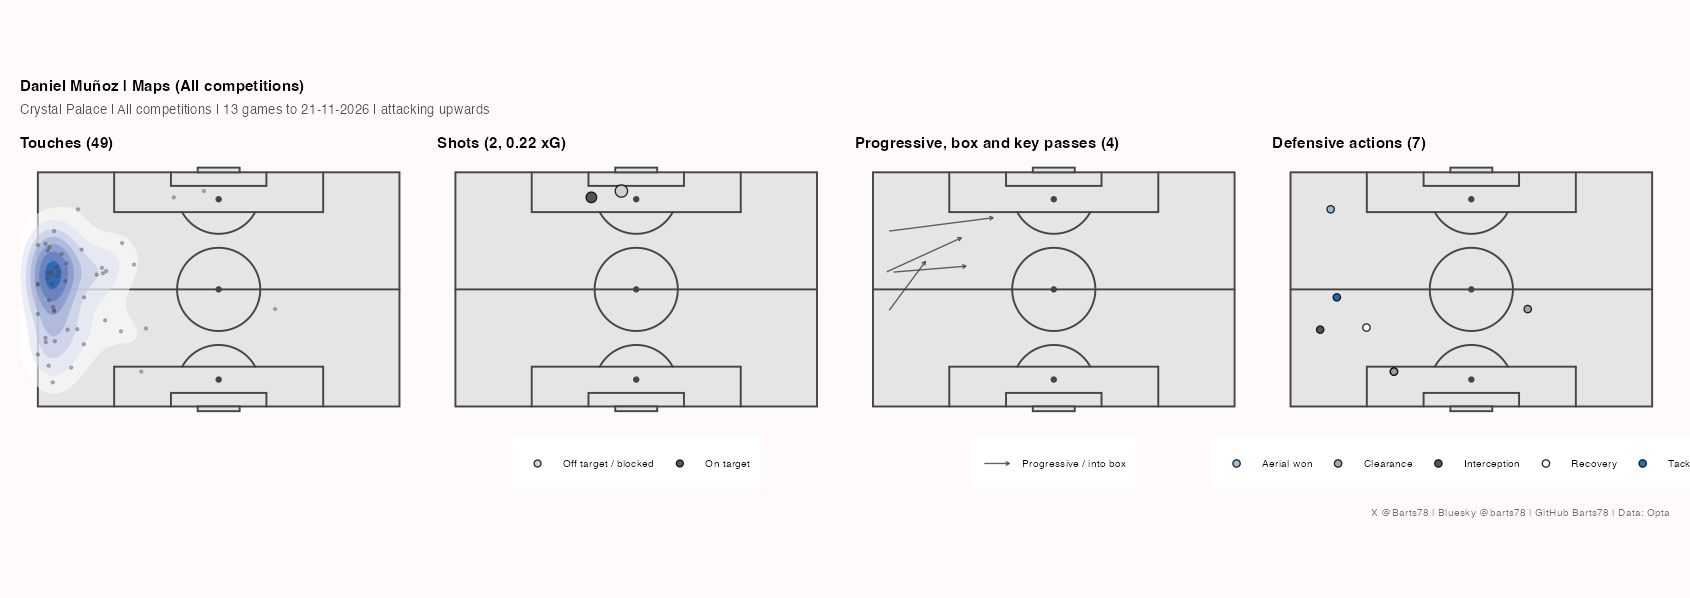 Daniel Muñoz | Maps (All competitions)
Crystal Palace | All competitions | 13 games to 21-11-2026 | attacking upwards
Touches (49)
Shots (2, 0.22 xG)
Progressive, box and key passes (4)
Defensive actions (7)
Off target / blocked
On target
Progressive / into box
Aerial won
Clearance
Interception
Recovery
Tack
X @Barts78 | Bluesky @barts78 | GitHub Barts78 | Data: Opta